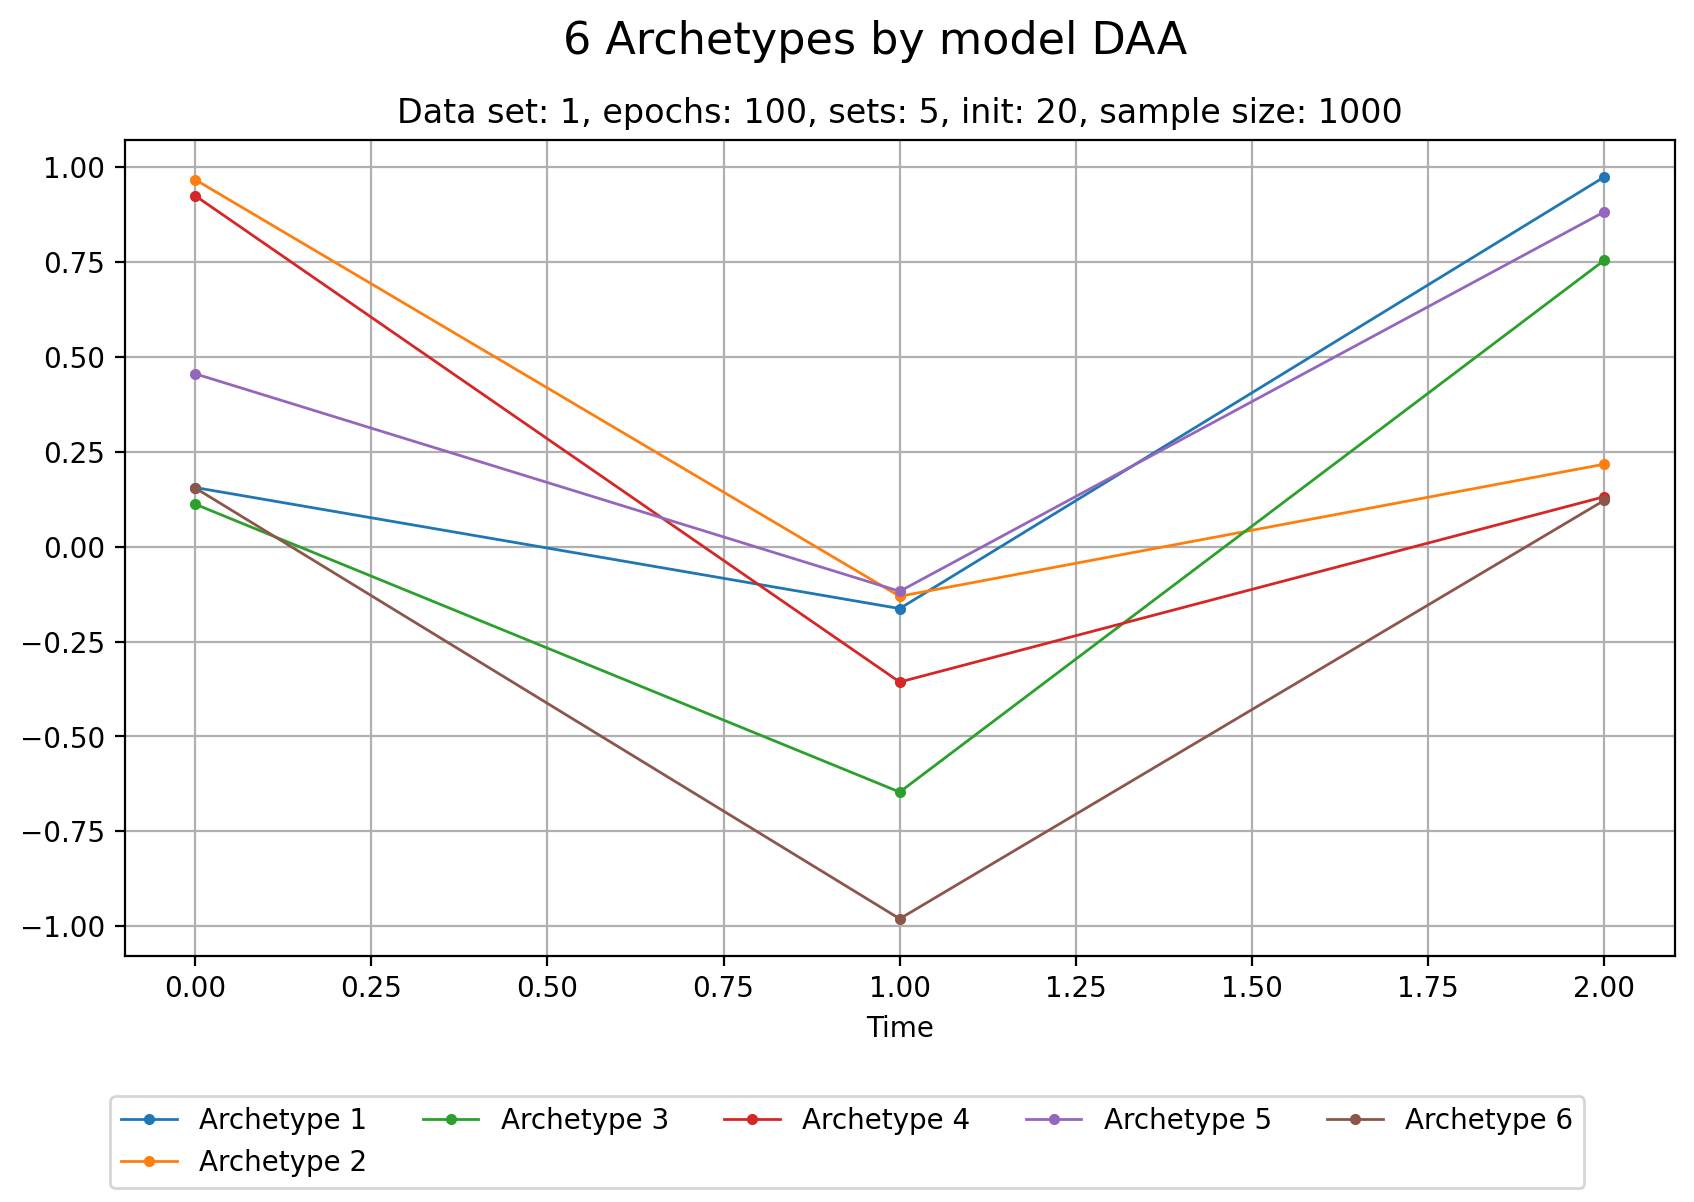 6 Archetypes by model DAA
Data set: 1, epochs: 100, sets: 5, init: 20, sample size: 1000
1.00
0.75
0.50
0.25
0.00
−0.25
−0.50
−0.75
−1.00
0.00 0.25 0.50 0.75 1.00 1.25 1.50 1.75 2.00
Time
Archetype 1 Archetype 3 Archetype 4 Archetype 5 Archetype 6
Archetype 2